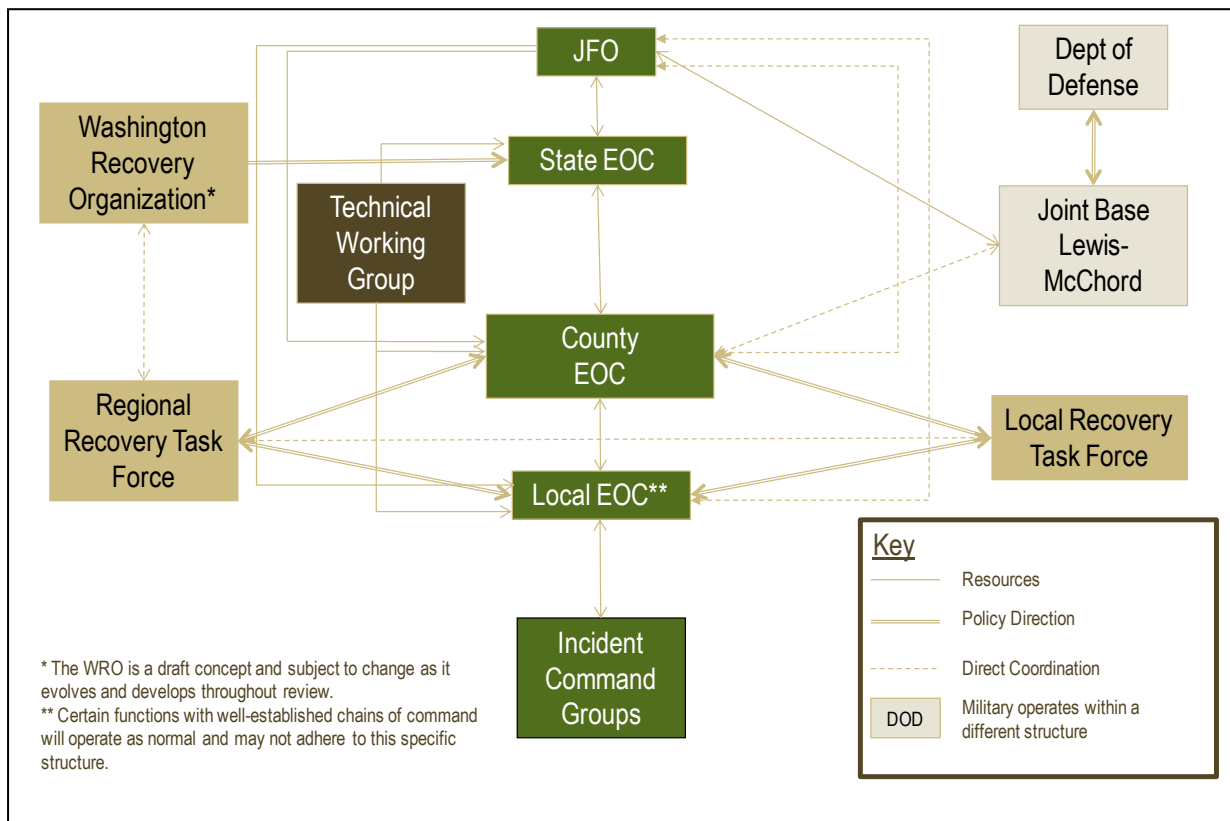 JFO
Dept of
Defense
Washington
Recovery
Organization*
State EOC
Technical
Working
Group
Joint Base
Lewis-
McChord
County
EOC
Regional
Recovery Task
Force
Local Recovery
Task Force
Local EOC**
Incident
Command
Groups
Key
Resources
Policy Direction
Direct Coordination
DOD
Military operates within a
different structure
* The WRO is a draft concept and subject to change as it
evolves and develops throughout review.
** Certain functions with well-established chains of command
will operate as normal and may not adhere to this specific
structure.